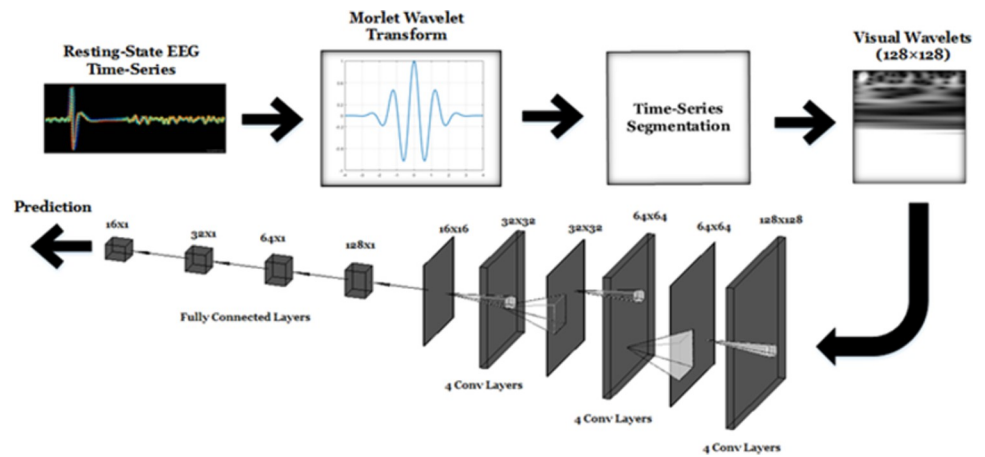 Resting-State EEG
Time-Series
Morlet Wavelet
Transform
Time-Series
Segmentation
Visual Wavelets
(128×128)
Prediction
16x1
32x1
64x1
128x1
16x16
32x32
32x32
64x64
64x64
128x128
Fully Connected Layers
4 Conv Layers
4 Conv Layers
4 Conv Layers